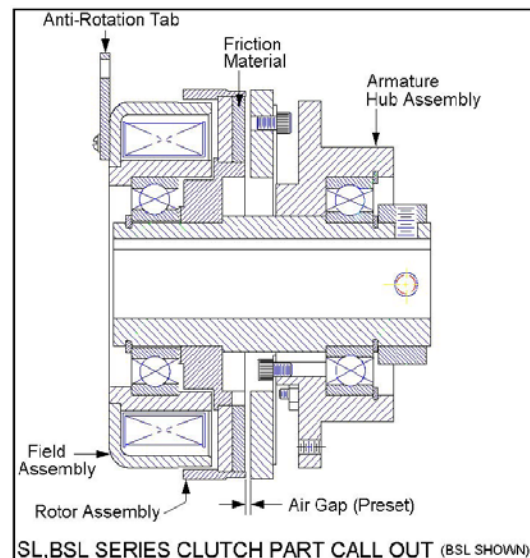 Anti-Rotation Tab
Friction
Material
Armature
Hub Assembly
Field
Assembly
Rotor Assembly
Air Gap (Preset)
SL,BSL SERIES CLUTCH PART CALL OUT (BSL SHOWN)